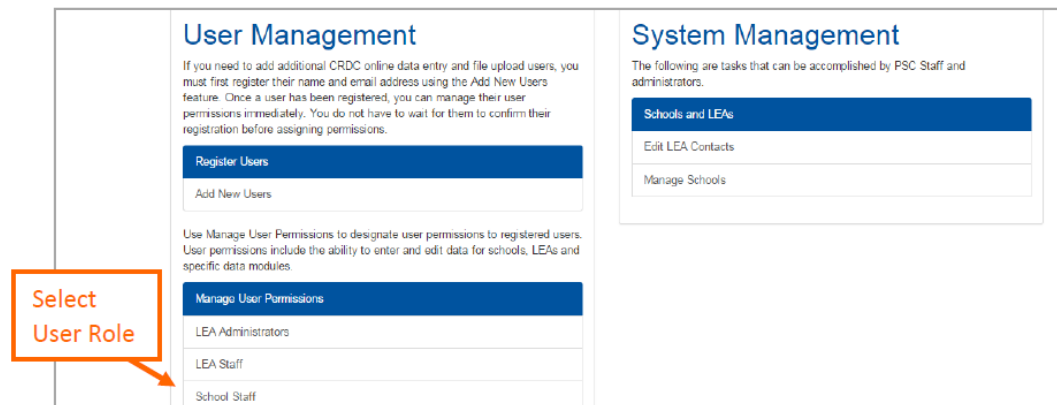 User Management
If you need to add additional CRDC online data entry and file upload users, you
must first register their name and email address using the Add New Users
feature. Once a user has been registered, you can manage their user
permissions immediately. You do not have to wait for them to confirm their
registration before assigning permissions.
Register Users
Add New Users
Use Manage User Permissions to designate user permissions to registered users.
User permissions include the ability to enter and edit data for schools, LEAs and
specific data modules
Manage User Permissions
LEA Administrators
LEA Staff
School Staff
Select
User Role
System Management
The following are tasks that can be accomplished by PSC Staff and
administrators.
Schools and LEAs
Edit LEA Contacts
Manage Schools